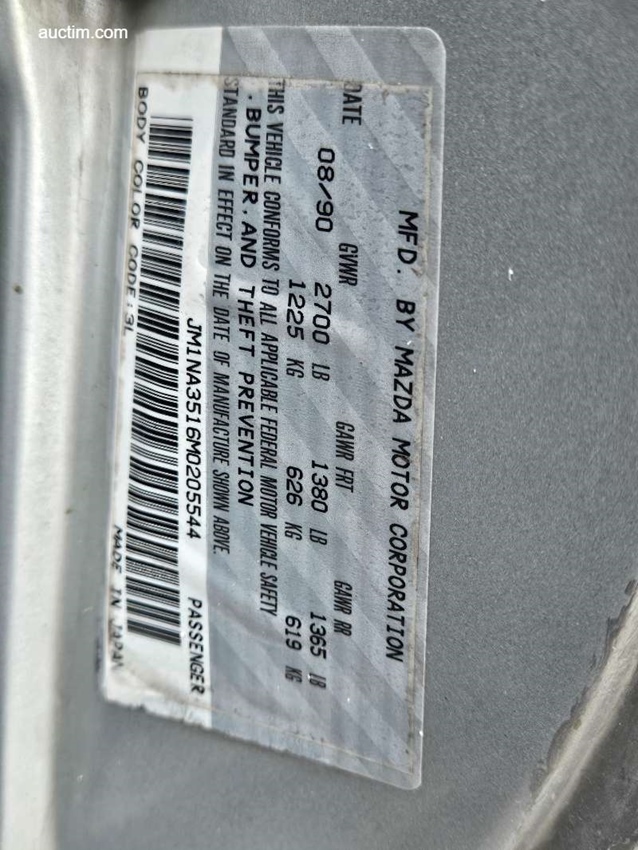 auctim.com
MFD. BY MAZDA MOTOR CORPORATION
DATE GVWR GAWR FRT GAWR RR
08/90 2700 LB 1380 LB 1365 LB
1225 KG 626 KG 619 KG
THIS VEHICLE CONFORMS TO ALL APPLICABLE FEDERAL MOTOR VEHICLE SAFETY
. BUMPER. AND THEFT PREVENTION
STANDARD IN EFFECT ON THE DATE OF MANUFACTURE SHOWN ABOVE.
JM1NA3516M0205544 PASSENGER
BODY COLOR CODE:3L MADE IN JAPAN